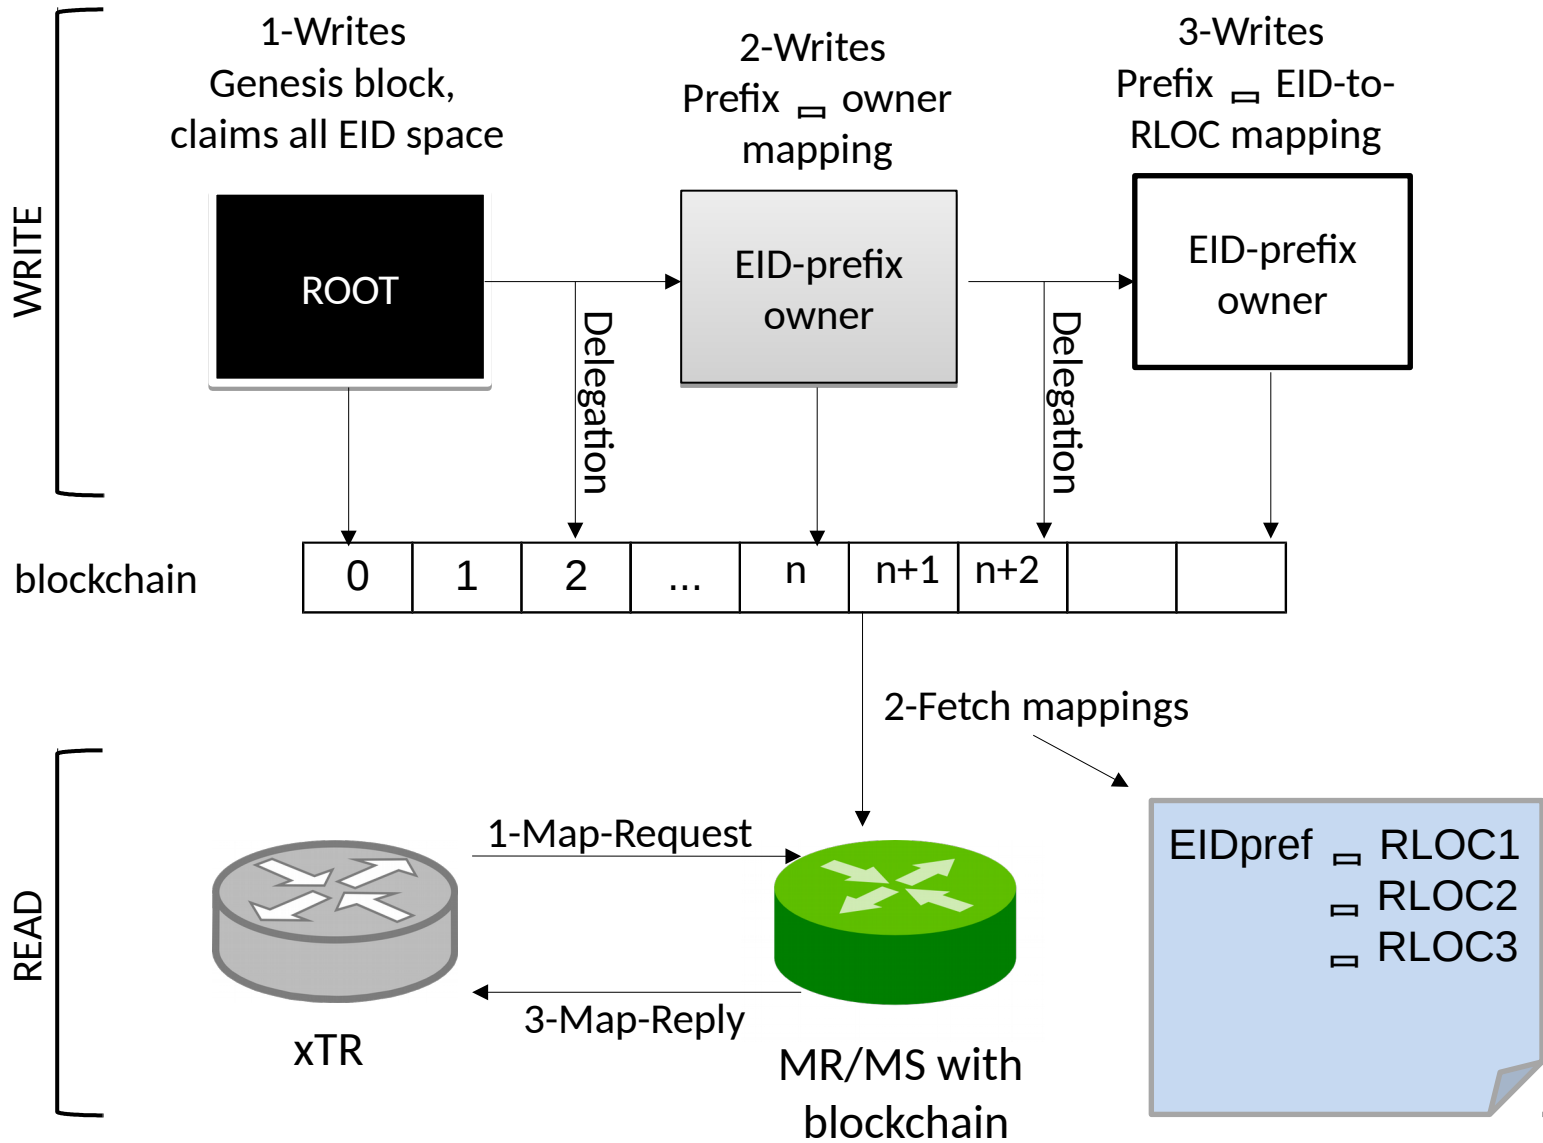 1-Writes
Genesis block,
claims all EID space
2-Writes
Prefix ▭ owner
mapping
3-Writes
Prefix ▭ EID-to-
RLOC mapping
WRITE
ROOT
EID-prefix
owner
EID-prefix
owner
Delegation
Delegation
blockchain
0 1 2 ... n n+1 n+2
2-Fetch mappings
READ
1-Map-Request
3-Map-Reply
xTR
MR/MS with
blockchain
EIDpref ▭ RLOC1
▭ RLOC2
▭ RLOC3